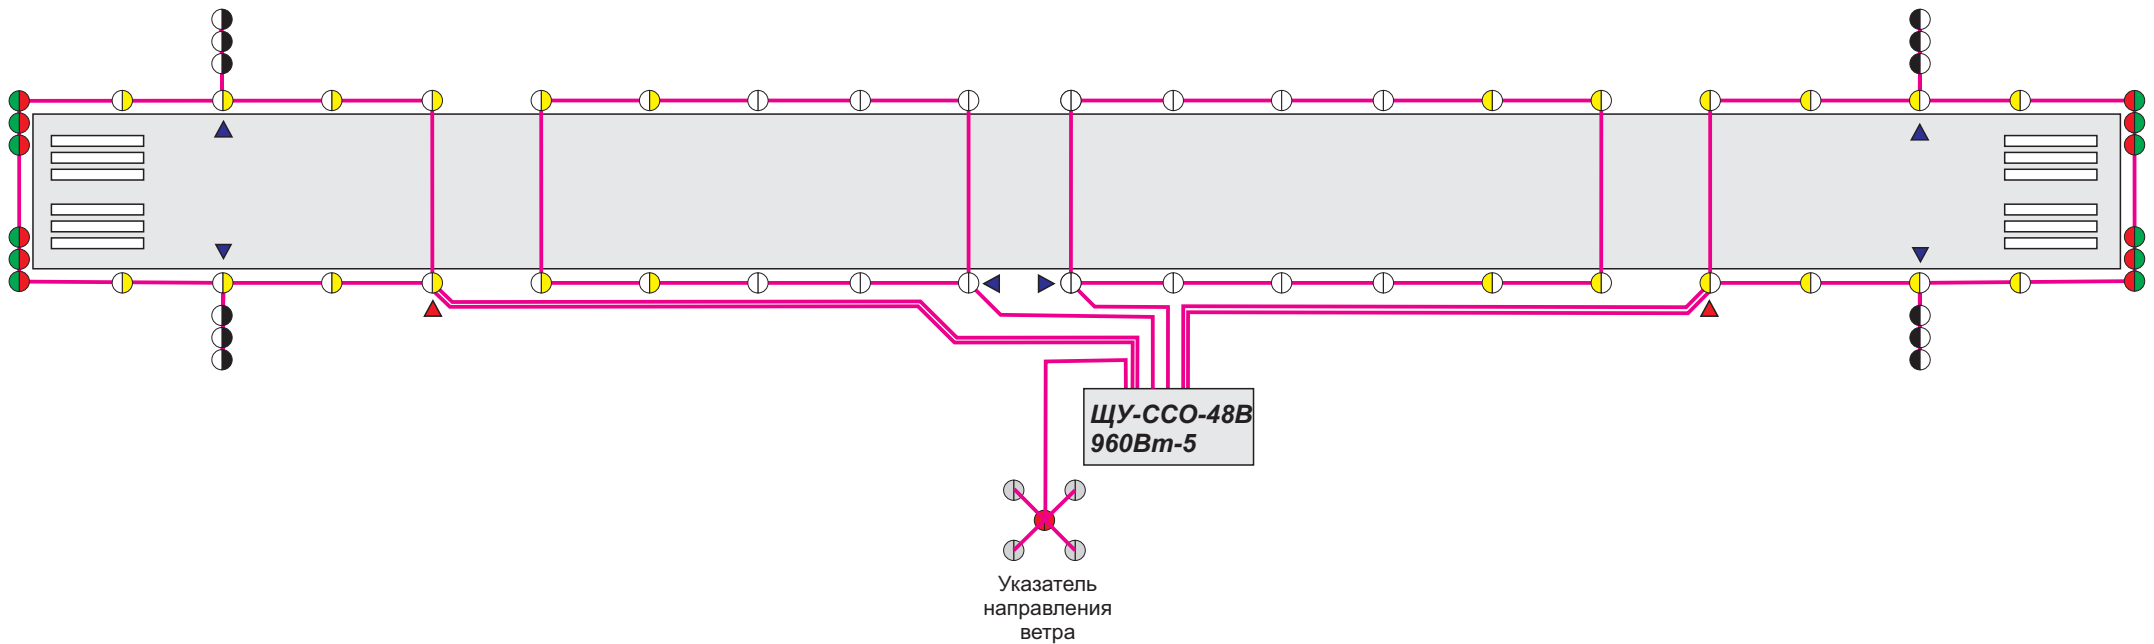 ЩУ-ССО-48В
960Вт-5
Указатель
направления
ветра